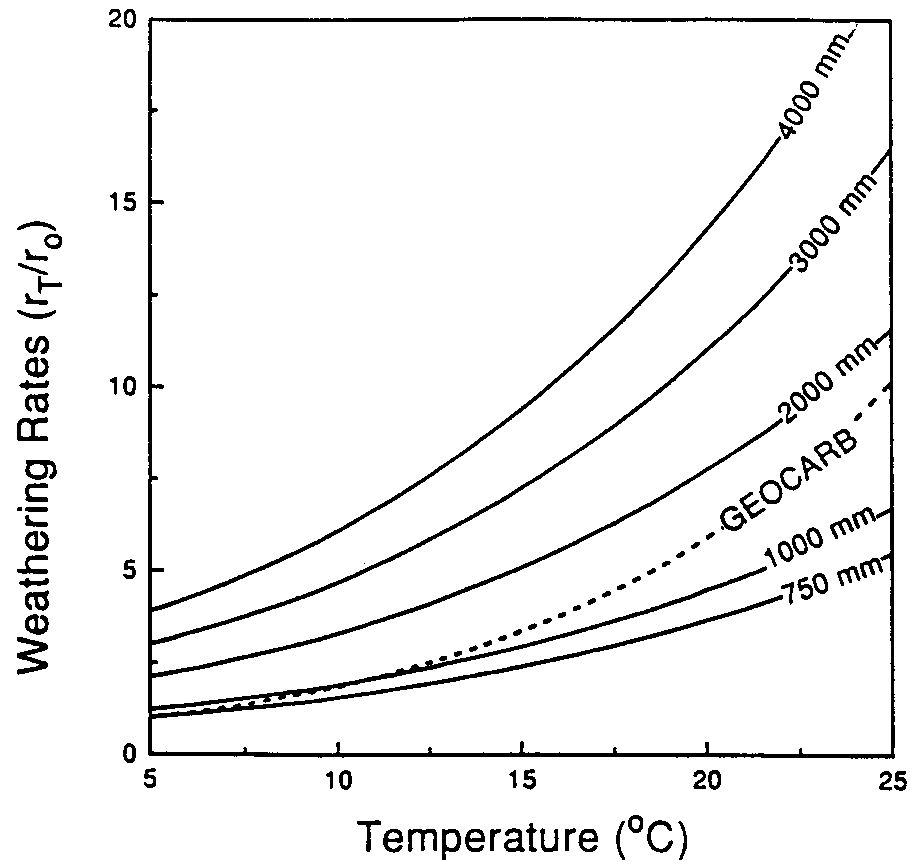 20
15
10
5
0
5
10
15
20
25
Weathering Rates (rT/ro)
Temperature (oC)
4000 mm
3000 mm
2000 mm
GEOCARB
1000 mm
750 mm